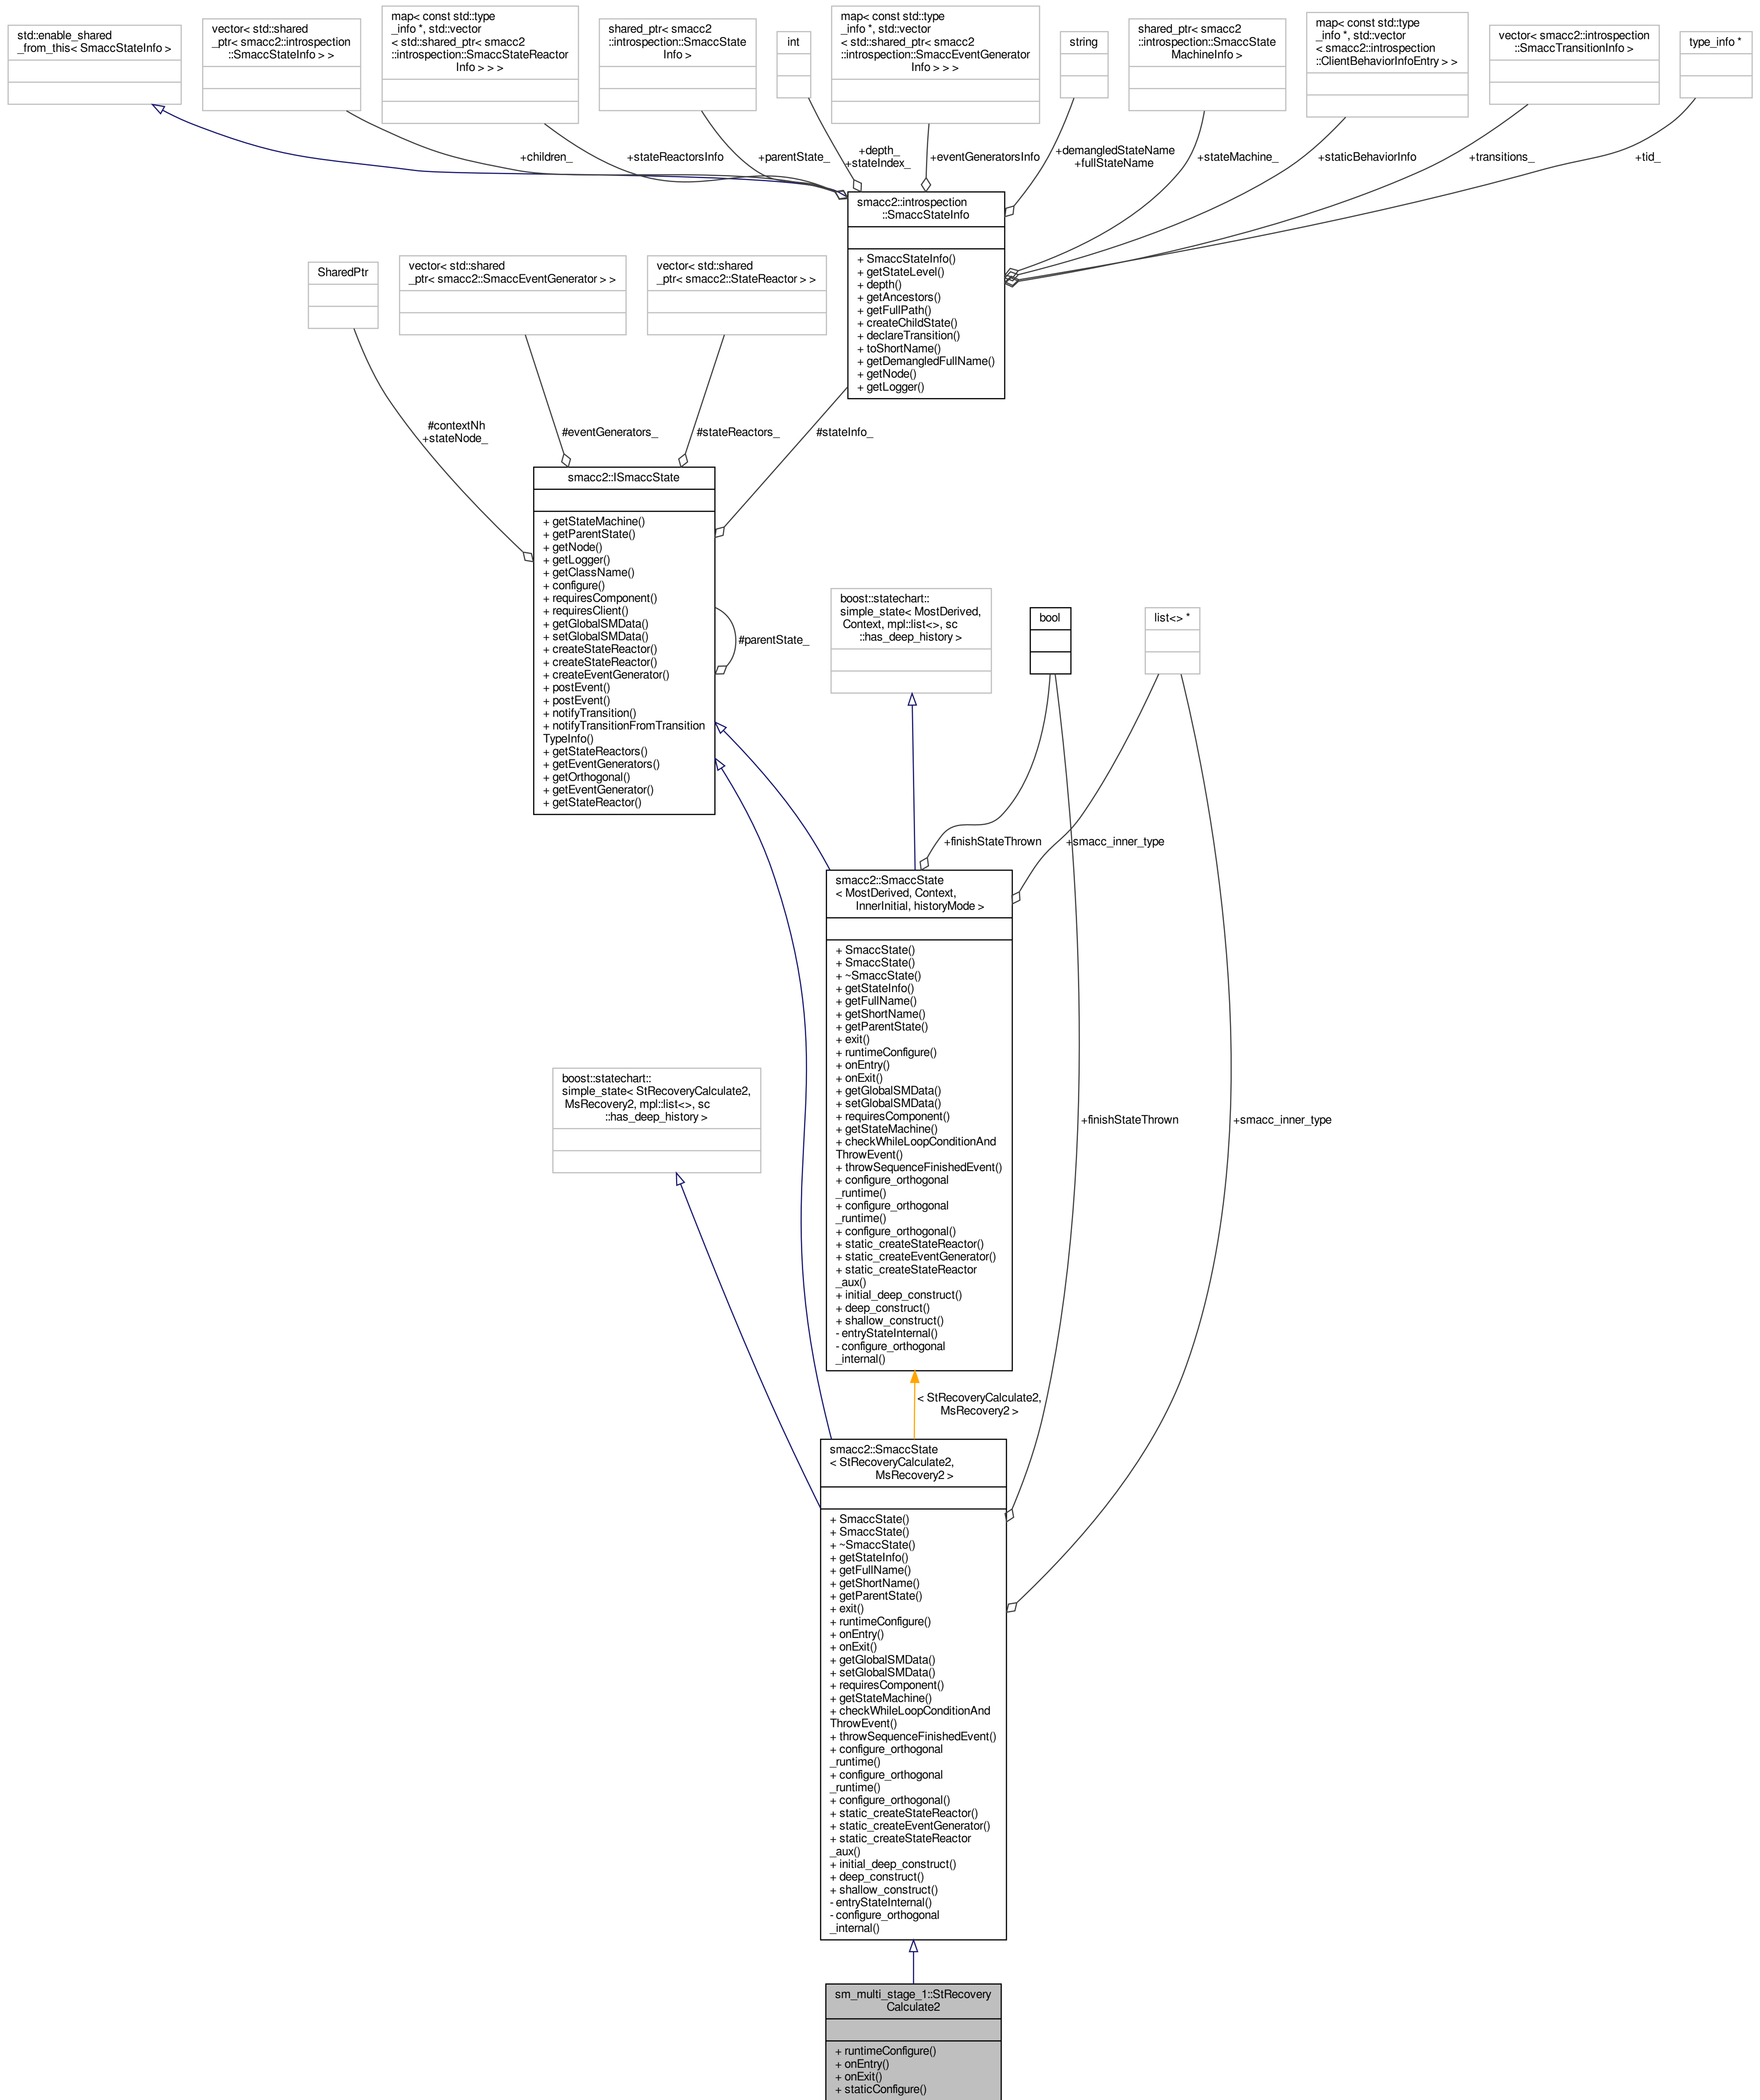 std::enable_shared
_from_this< SmaccStateInfo >
vector< std::shared
_ptr< smacc2::introspection
::SmaccStateInfo > >
map< const std::type
_info *, std::vector
< std::shared_ptr< smacc2
::introspection::SmaccStateReactor
Info > > >
shared_ptr< smacc2
::introspection::SmaccState
Info >
int
map< const std::type
_info *, std::vector
< std::shared_ptr< smacc2
::introspection::SmaccEventGenerator
Info > > >
string
shared_ptr< smacc2
::introspection::SmaccState
MachineInfo >
map< const std::type
_info *, std::vector
< smacc2::introspection
::ClientBehaviorInfoEntry > >
vector< smacc2::introspection
::SmaccTransitionInfo >
type_info *
+children_
+stateReactorsInfo
+parentState_
+depth_
+stateIndex_
+eventGeneratorsInfo
+demangledStateName
+fullStateName
+stateMachine_
+staticBehaviorInfo
+transitions_
+tid_
smacc2::introspection
::SmaccStateInfo
+ SmaccStateInfo()
+ getStateLevel()
+ depth()
+ getAncestors()
+ getFullPath()
+ createChildState()
+ declareTransition()
+ toShortName()
+ getDemangledFullName()
+ getNode()
+ getLogger()
SharedPtr
vector< std::shared
_ptr< smacc2::SmaccEventGenerator > >
vector< std::shared
_ptr< smacc2::StateReactor > >
#contextNh
+stateNode_
#eventGenerators_
#stateReactors_
#stateInfo_
smacc2::ISmaccState
+ getStateMachine()
+ getParentState()
+ getNode()
+ getLogger()
+ getClassName()
+ configure()
+ requiresComponent()
+ requiresClient()
+ getGlobalSMData()
+ setGlobalSMData()
+ createStateReactor()
+ createStateReactor()
+ createEventGenerator()
+ postEvent()
+ postEvent()
+ notifyTransition()
+ notifyTransitionFromTransition
TypeInfo()
+ getStateReactors()
+ getEventGenerators()
+ getOrthogonal()
+ getEventGenerator()
+ getStateReactor()
#parentState_
boost::statechart::
simple_state< MostDerived,
Context, mpl::list<>, sc
::has_deep_history >
bool
list<> *
+finishStateThrown
+smacc_inner_type
smacc2::SmaccState
< MostDerived, Context,
InnerInitial, historyMode >
+ SmaccState()
+ SmaccState()
+ ~SmaccState()
+ getStateInfo()
+ getFullName()
+ getShortName()
+ getParentState()
+ exit()
+ runtimeConfigure()
+ onEntry()
+ onExit()
+ getGlobalSMData()
+ setGlobalSMData()
+ requiresComponent()
+ getStateMachine()
+ checkWhileLoopConditionAnd
ThrowEvent()
+ throwSequenceFinishedEvent()
+ configure_orthogonal
_runtime()
+ configure_orthogonal
_runtime()
+ configure_orthogonal()
+ static_createStateReactor()
+ static_createEventGenerator()
+ static_createStateReactor
_aux()
+ initial_deep_construct()
+ deep_construct()
+ shallow_construct()
- entryStateInternal()
- configure_orthogonal
_internal()
boost::statechart::
simple_state< StRecoveryCalculate2,
MsRecovery2, mpl::list<>, sc
::has_deep_history >
+finishStateThrown
+smacc_inner_type
< StRecoveryCalculate2,
MsRecovery2 >
smacc2::SmaccState
< StRecoveryCalculate2,
MsRecovery2 >
+ SmaccState()
+ SmaccState()
+ ~SmaccState()
+ getStateInfo()
+ getFullName()
+ getShortName()
+ getParentState()
+ exit()
+ runtimeConfigure()
+ onEntry()
+ onExit()
+ getGlobalSMData()
+ setGlobalSMData()
+ requiresComponent()
+ getStateMachine()
+ checkWhileLoopConditionAnd
ThrowEvent()
+ throwSequenceFinishedEvent()
+ configure_orthogonal
_runtime()
+ configure_orthogonal
_runtime()
+ configure_orthogonal()
+ static_createStateReactor()
+ static_createEventGenerator()
+ static_createStateReactor
_aux()
+ initial_deep_construct()
+ deep_construct()
+ shallow_construct()
- entryStateInternal()
- configure_orthogonal
_internal()
sm_multi_stage_1::StRecovery
Calculate2
+ runtimeConfigure()
+ onEntry()
+ onExit()
+ staticConfigure()